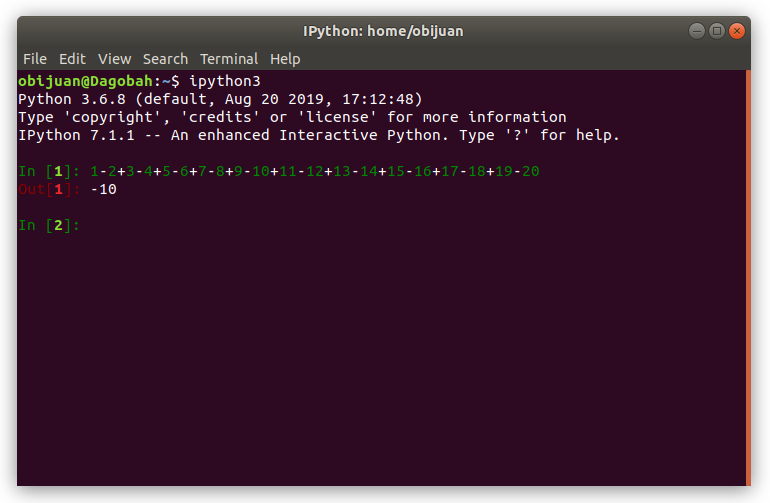 IPython: home/obijuan
File Edit View Search Terminal Help
obijuan@Dagobah:~$ ipython3
Python 3.6.8 (default, Aug 20 2019, 17:12:48)
Type 'copyright', 'credits' or 'license' for more information
IPython 7.1.1 -- An enhanced Interactive Python. Type '?' for help.
In [1]: 1-2+3-4+5-6+7-8+9-10+11-12+13-14+15-16+17-18+19-20
Out[1]: -10
In [2]: